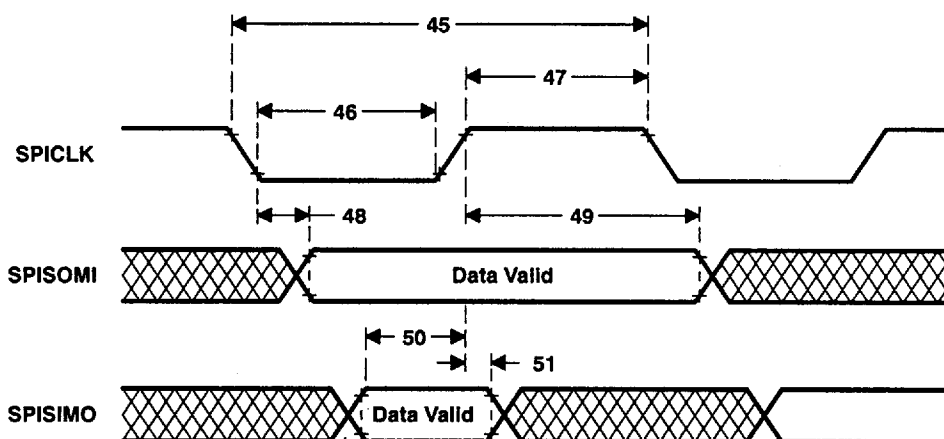 45
47
46
SPICLK
48
49
SPISOMI
Data Valid
50
51
SPISIMO
Data Valid